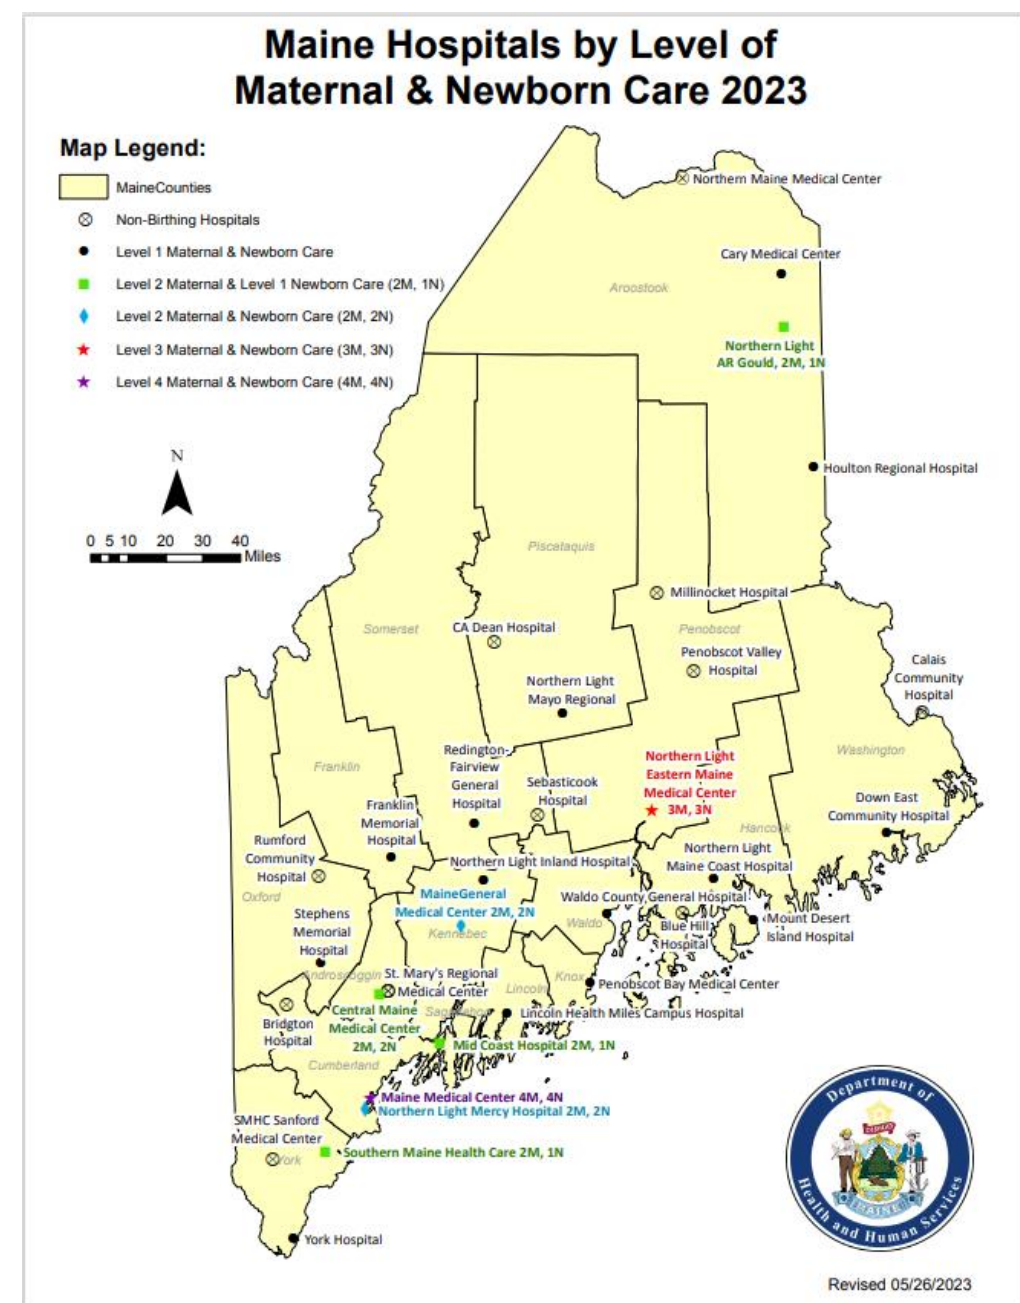 Maine Hospitals by Level of
Maternal & Newborn Care 2023
Map Legend:
MaineCounties
Non-Birthing Hospitals
Level 1 Maternal & Newborn Care
Level 2 Maternal & Level 1 Newborn Care (2M, 1N)
Level 2 Maternal & Newborn Care (2M, 2N)
Level 3 Maternal & Newborn Care (3M, 3N)
Level 4 Maternal & Newborn Care (4M, 4N)
N
0 5 10 20 30 40
Miles
Northern Maine Medical Center
Cary Medical Center
Aroostook
Northern Light
AR Gould, 2M, 1N
Houlton Regional Hospital
Piscataquis
Millinocket Hospital
Somerset
CA Dean Hospital
Penobscot
Penobscot Valley
Hospital
Calais
Community
Hospital
Northern Light
Mayo Regional
Washington
Redington-
Fairview
General
Hospital
Northern Light
Eastern Maine
Medical Center
3M, 3N
Franklin
Sebasticook
Hospital
Down East
Community Hospital
Franklin
Memorial
Hospital
Hancock
Rumford
Community
Hospital
Northern Light
Maine Coast Hospital
Northern Light Inland Hospital
Oxford
MaineGeneral
Medical Center 2M, 2N
Kennebec
Waldo County General Hospital
Waldo
Blue Hill
Hospital
Mount Desert
Island Hospital
Stephens
Memorial
Hospital
Androscoggin
St. Mary's Regional
Medical Center
Lincoln
Knox
Penobscot Bay Medical Center
Central Maine
Medical Center
2M, 2N
Sagadahoc
Lincoln Health Miles Campus Hospital
Bridgton
Hospital
Mid Coast Hospital 2M, 1N
Cumberland
Maine Medical Center 4M, 4N
Northern Light Mercy Hospital 2M, 2N
SMHC Sanford
Medical Center
York
Southern Maine Health Care 2M, 1N
York Hospital
Department of
Health and Human Services
DIRIGO
MAINE
Revised 05/26/2023